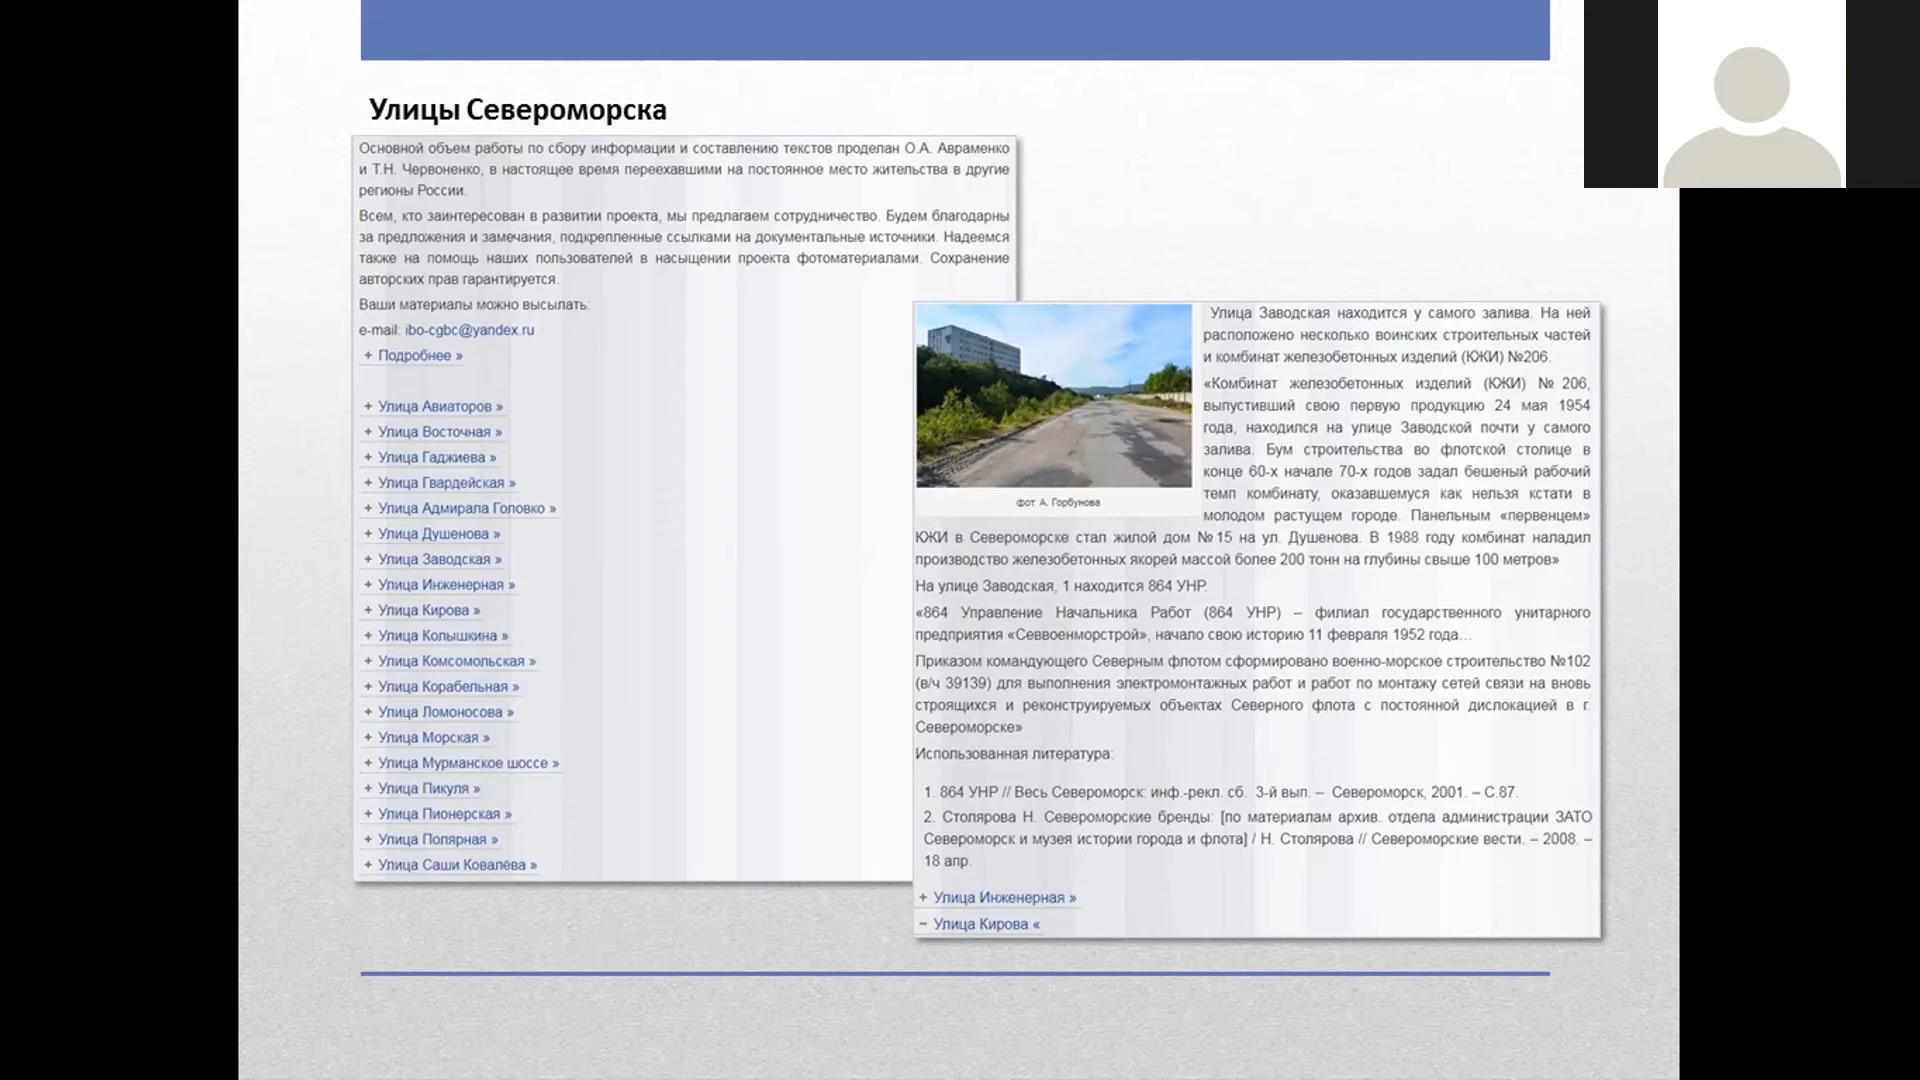 Улицы Североморска
Основной объем работы по сбору информации и составлению текстов проделан О.А. Авраменко
и Т.Н. Червоненко, в настоящее время переехавшими на постоянное место жительства в другие
регионы России.
Всем, кто заинтересован в развитии проекта, мы предлагаем сотрудничество. Будем благодарны
за предложения и замечания, подкрепленные ссылками на документальные источники. Надеемся
также на помощь наших пользователей в насыщении проекта фотоматериалами. Сохранение
авторских прав гарантируется.
Ваши материалы можно высылать:
e-mail: ibo-cgbc@yandex.ru
+ Подробнее »
+ Улица Авиаторов »
+ Улица Восточная »
+ Улица Гаджиева »
+ Улица Гвардейская »
+ Улица Адмирала Головко »
+ Улица Душенова »
+ Улица Заводская »
+ Улица Инженерная »
+ Улица Кирова »
+ Улица Колышкина »
+ Улица Комсомольская »
+ Улица Корабельная »
+ Улица Ломоносова »
+ Улица Морская »
+ Улица Мурманское шоссе »
+ Улица Пикуля »
+ Улица Пионерская »
+ Улица Полярная »
+ Улица Саши Ковалёва »
фот. А. Горбунова
Улица Заводская находится у самого залива. На ней
расположено несколько воинских строительных частей
и комбинат железобетонных изделий (КЖИ) №206.
«Комбинат железобетонных изделий (КЖИ) № 206,
выпустивший свою первую продукцию 24 мая 1954
года, находился на улице Заводской почти у самого
залива. Бум строительства во флотской столице в
конце 60-х начале 70-х годов задал бешеный рабочий
темп комбинату, оказавшемуся как нельзя кстати в
молодом растущем городе. Панельным «первенцем»
КЖИ в Североморске стал жилой дом №15 на ул. Душенова. В 1988 году комбинат наладил
производство железобетонных якорей массой более 200 тонн на глубины свыше 100 метров»
На улице Заводская, 1 находится 864 УНР.
«864 Управление Начальника Работ (864 УНР) – филиал государственного унитарного
предприятия «Севвоенморстрой», начало свою историю 11 февраля 1952 года…
Приказом командующего Северным флотом сформировано военно-морское строительство №102
(в/ч 39139) для выполнения электромонтажных работ и работ по монтажу сетей связи на вновь
строящихся и реконструируемых объектах Северного флота с постоянной дислокацией в г.
Североморске»
Использованная литература:
1. 864 УНР // Весь Североморск: инф.-рекл. сб. 3-й вып. – Североморск, 2001. – С.87.
2. Столярова Н. Североморские бренды: [по материалам архив. отдела администрации ЗАТО
Североморск и музея истории города и флота] / Н. Столярова // Североморские вести. – 2008. –
18 апр.
+ Улица Инженерная »
− Улица Кирова «